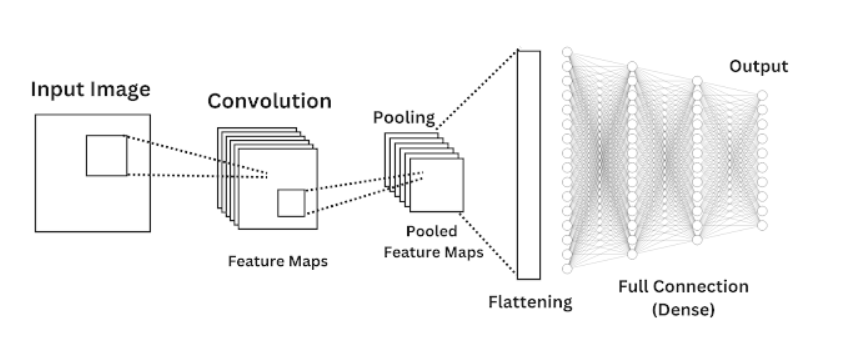 Input Image
Convolution
Feature Maps
Pooling
Pooled
Feature Maps
Flattening
Full Connection
(Dense)
Output